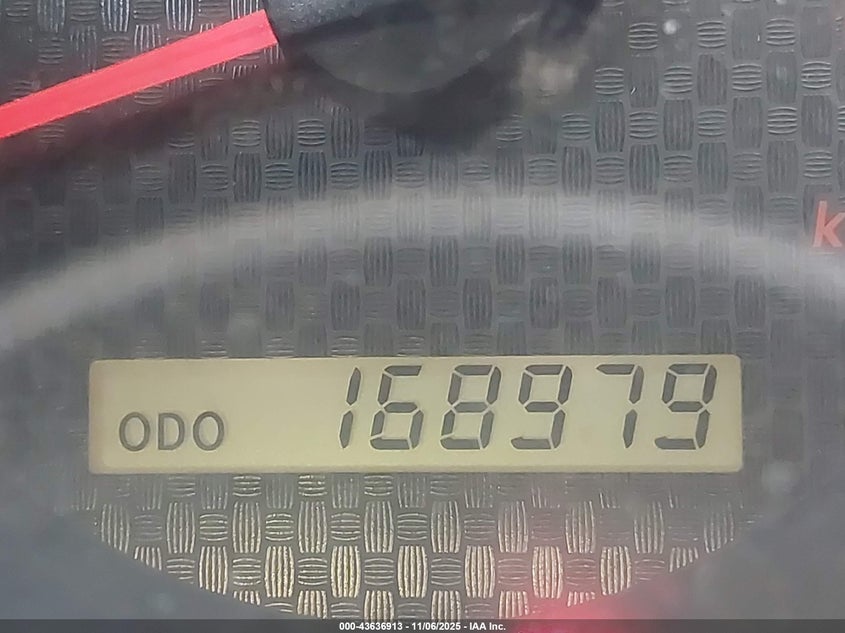 k
ODO 168979
000-43636913 - 11/06/2025 - IAA Inc.